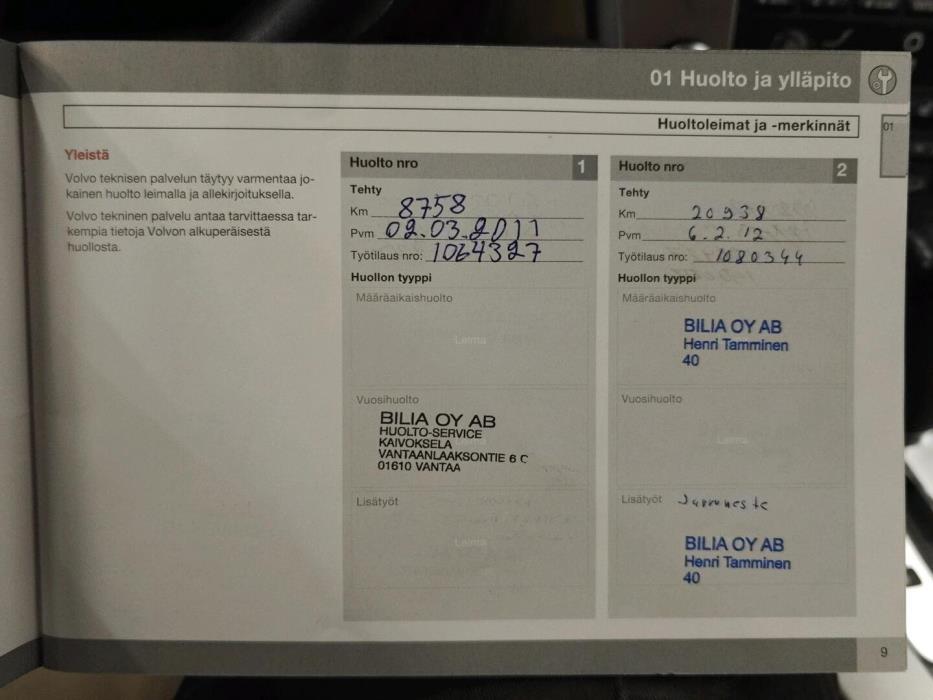 01 Huolto ja ylläpito
Huoltoleimat ja -merkinnät
01
Yleistä
Volvo teknisen palvelun täytyy varmentaa jo-
kainen huolto leimalla ja allekirjoituksella.
Volvo tekninen palvelu antaa tarvittaessa tar-
kempia tietoja Volvon alkuperäisestä
huollosta.
Huolto nro 1
Tehty
Km 8758
Pvm 02.03.2011
Työtilaus nro: 1064327
Huollon tyyppi
Määräaikaishuolto
Leima
Vuosihuolto
BILIA OY AB
HUOLTO-SERVICE
KAIVOKSELA
VANTAANLAAKSONTIE 6 C
01610 VANTAA
Lisätyöt
Leima
Huolto nro 2
Tehty
Km 20938
Pvm 6.2.12
Työtilaus nro: 1080344
Huollon tyyppi
Määräaikaishuolto
BILIA OY AB
Henri Tamminen
40
Vuosihuolto
Leima
Lisätyöt Jarruneste
BILIA OY AB
Henri Tamminen
40
9